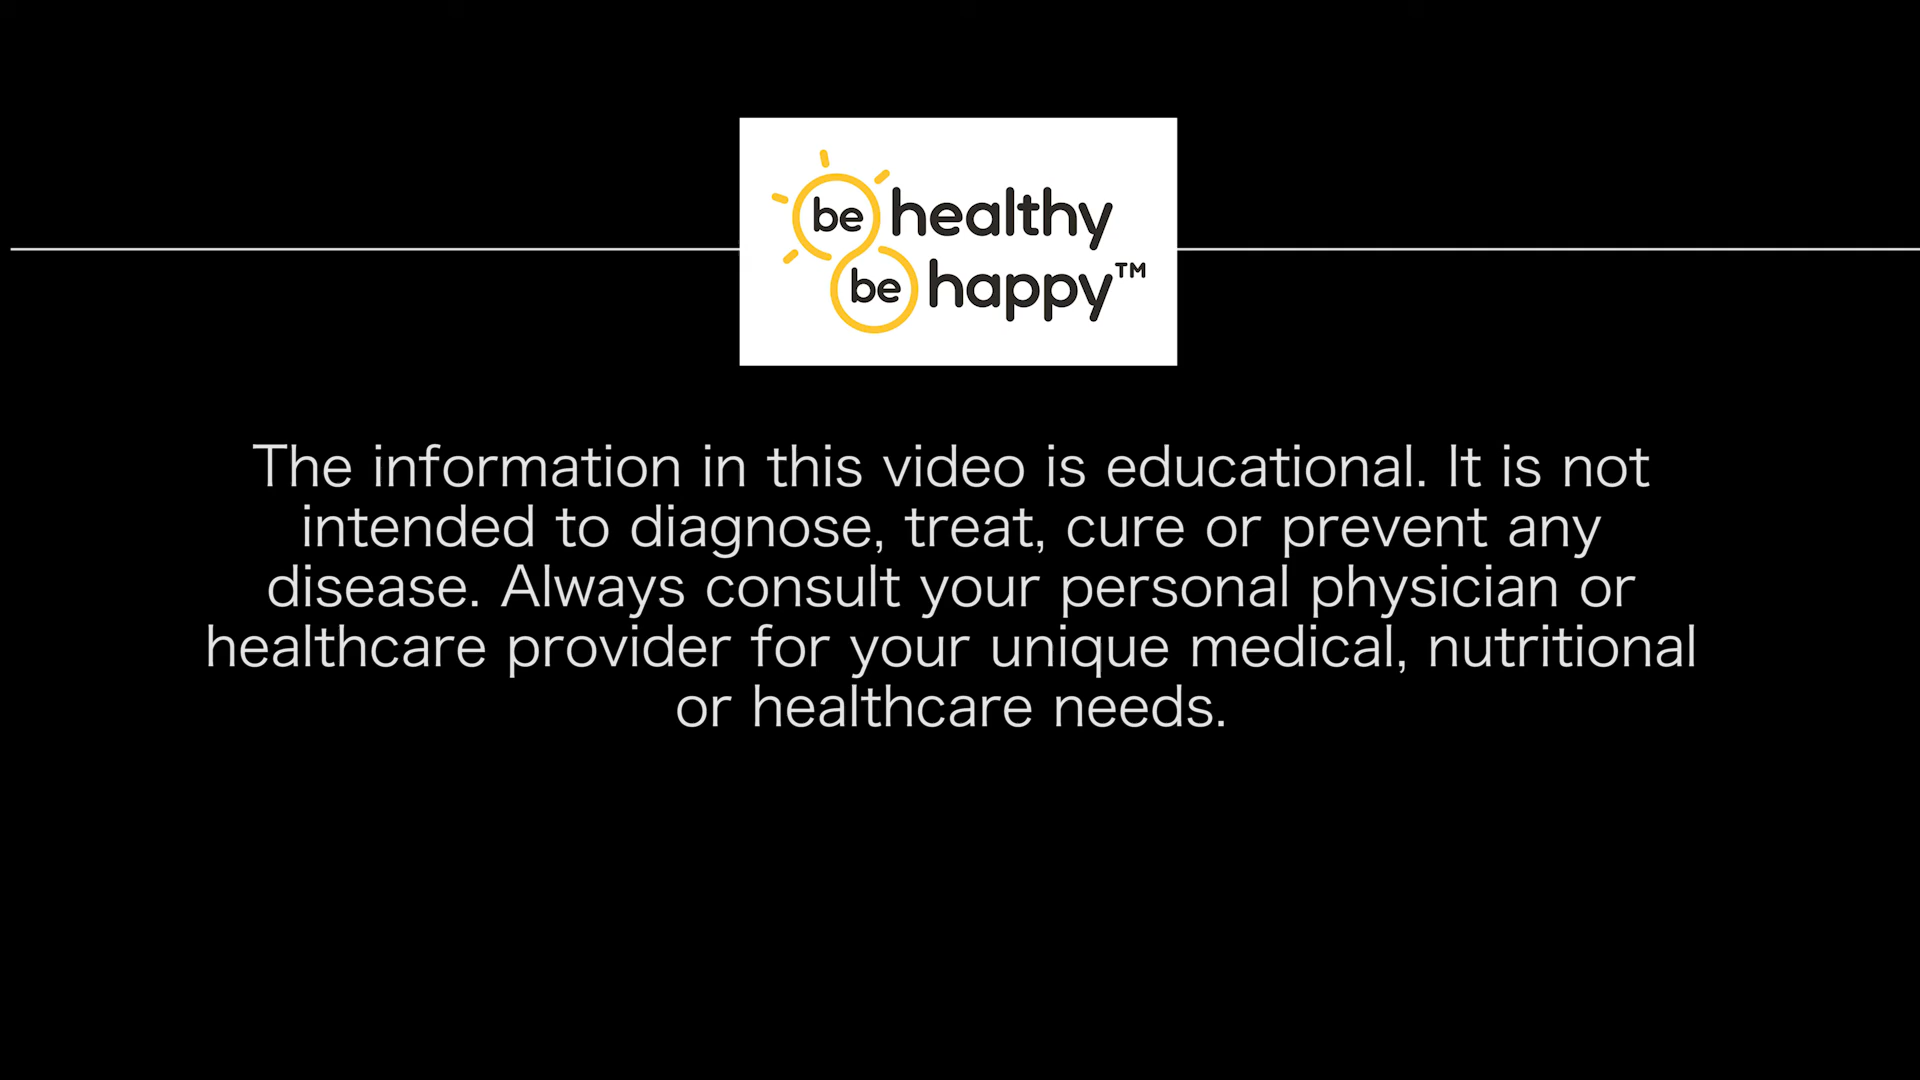 be healthy
be happy™
The information in this video is educational. It is not
intended to diagnose, treat, cure or prevent any
disease. Always consult your personal physician or
healthcare provider for your unique medical, nutritional
or healthcare needs.